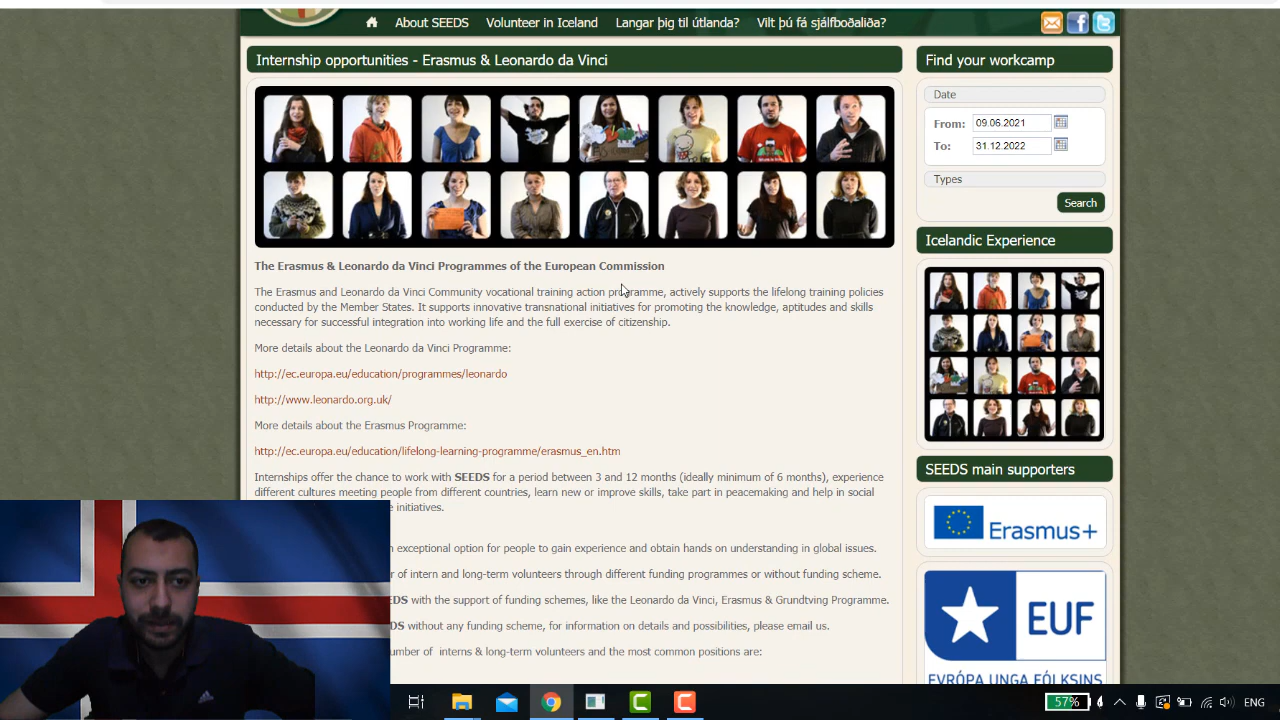 About SEEDS
Volunteer in Iceland
Langar þig til útlanda?
Vilt þú fá sjálfboðaliða?
Internship opportunities - Erasmus & Leonardo da Vinci
The Erasmus & Leonardo da Vinci Programmes of the European Commission
The Erasmus and Leonardo da Vinci Community vocational training action programme, actively supports the lifelong training policies
conducted by the Member States. It supports innovative transnational initiatives for promoting the knowledge, aptitudes and skills
necessary for successful integration into working life and the full exercise of citizenship.
More details about the Leonardo da Vinci Programme:
http://ec.europa.eu/education/programmes/leonardo
http://www.leonardo.org.uk/
More details about the Erasmus Programme:
http://ec.europa.eu/education/lifelong-learning-programme/erasmus_en.htm
Internships offer the chance to work with SEEDS for a period between 3 and 12 months (ideally minimum of 6 months), experience
different cultures meeting people from different countries, learn new or improve skills, take part in peacemaking and help in social
initiatives.
exceptional option for people to gain experience and obtain hands on understanding in global issues.
of intern and long-term volunteers through different funding programmes or without funding scheme.
EDS with the support of funding schemes, like the Leonardo da Vinci, Erasmus & Grundtving Programme.
DS without any funding scheme, for information on details and possibilities, please email us.
umber of interns & long-term volunteers and the most common positions are:
Find your workcamp
Date
From: 09.06.2021
To: 31.12.2022
Types
Search
Icelandic Experience
SEEDS main supporters
Erasmus+
EUF
EVRÓPA UNGA FÓLKSINS
57%
ENG